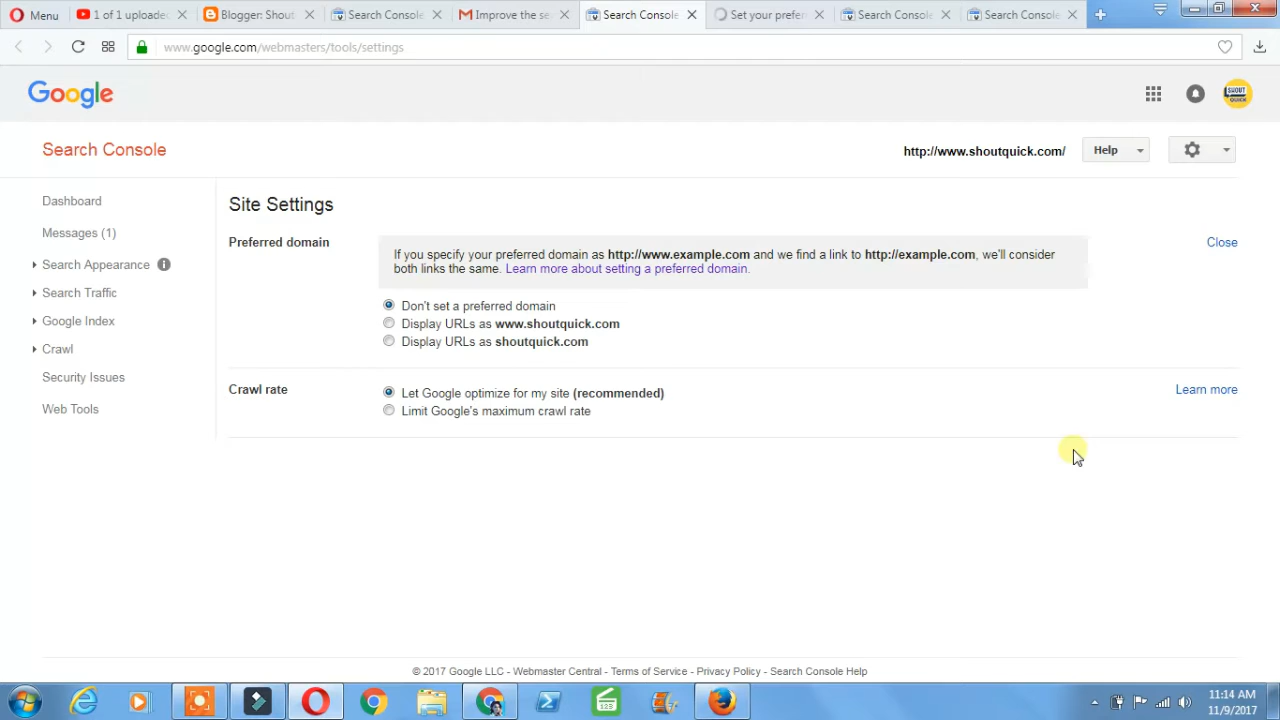 Menu
1 of 1 uploade
Blogger: Shout
Search Console
Improve the se
Search Console
Set your prefer
Search Console
Search Console
www.google.com/webmasters/tools/settings
Google
SHOUT
QUICK
Search Console
http://www.shoutquick.com/
Help
Dashboard
Site Settings
Messages (1)
Preferred domain
If you specify your preferred domain as http://www.example.com and we find a link to http://example.com, we'll consider
both links the same. Learn more about setting a preferred domain.
Close
Search Appearance
Search Traffic
Don't set a preferred domain
Google Index
Display URLs as www.shoutquick.com
Crawl
Display URLs as shoutquick.com
Security Issues
Crawl rate
Let Google optimize for my site (recommended)
Learn more
Web Tools
Limit Google's maximum crawl rate
© 2017 Google LLC - Webmaster Central - Terms of Service - Privacy Policy - Search Console Help
123
11:14 AM
11/9/2017